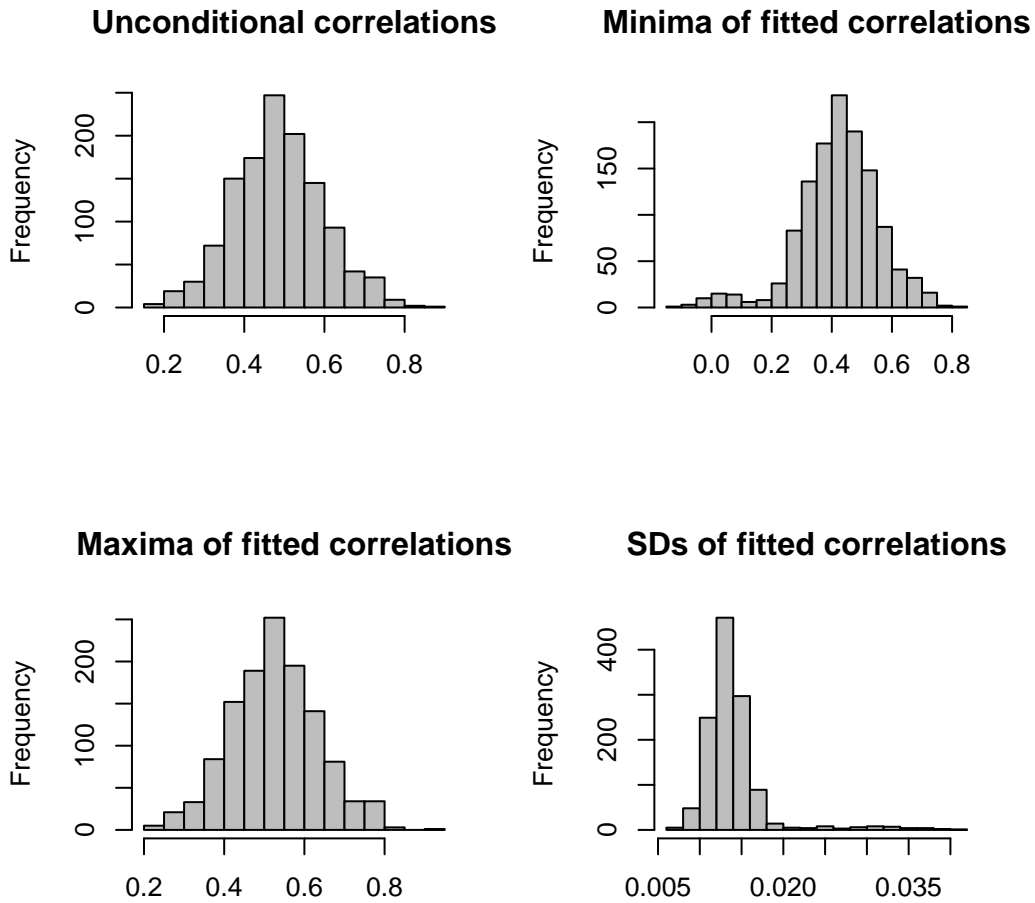 Unconditional correlations
Frequency
0 100 200
0.2 0.4 0.6 0.8
Minima of fitted correlations
Frequency
0 50 150
0.0 0.2 0.4 0.6 0.8
Maxima of fitted correlations
Frequency
0 100 200
0.2 0.4 0.6 0.8
SDs of fitted correlations
Frequency
0 200 400
0.005 0.020 0.035